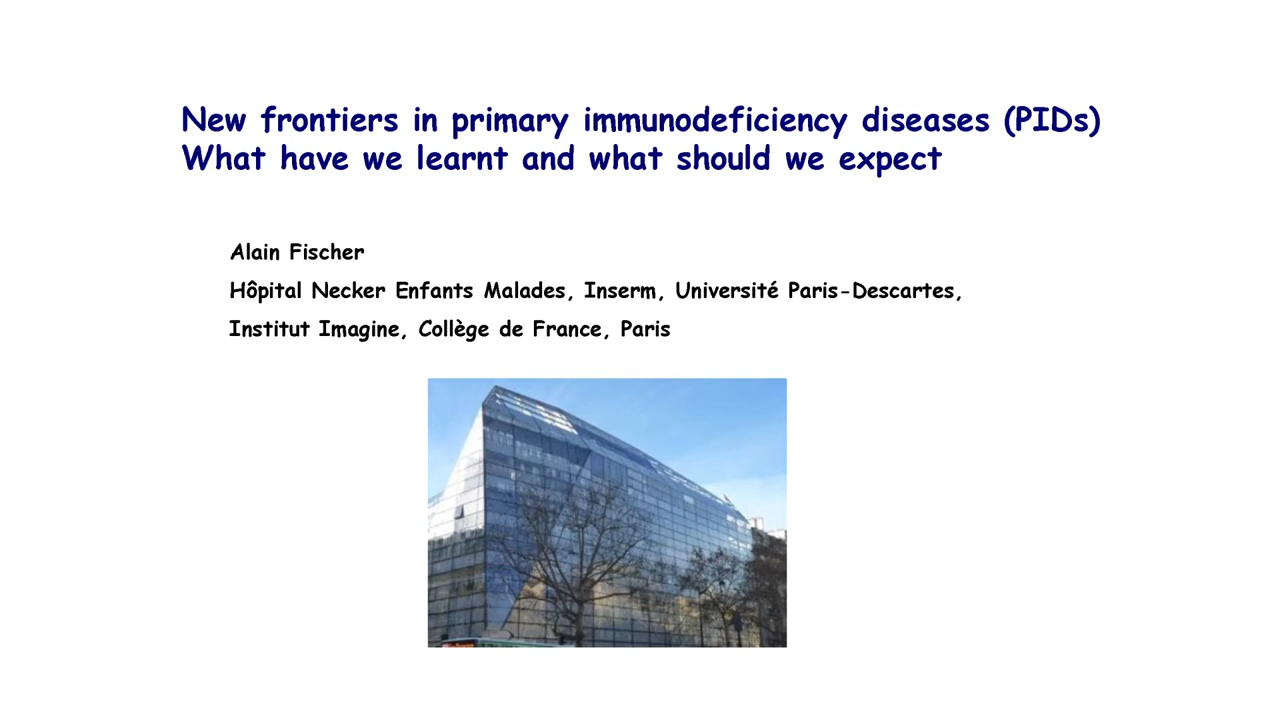 New frontiers in primary immunodeficiency diseases (PIDs)
What have we learnt and what should we expect
Alain Fischer
Hôpital Necker Enfants Malades, Inserm, Université Paris-Descartes,
Institut Imagine, Collège de France, Paris